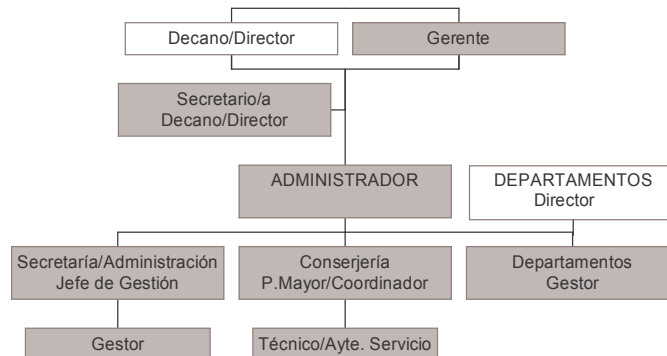 Decano/Director
Gerente
Secretario/a
Decano/Director
ADMINISTRADOR
DEPARTAMENTOS
Director
Secretaría/Administración
Jefe de Gestión
Conserjería
P.Mayor/Coordinador
Departamentos
Gestor
Gestor
Técnico/Ayte. Servicio